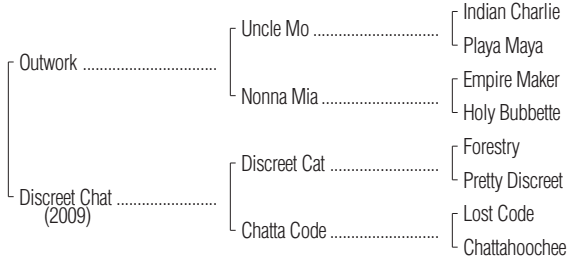 Indian Charlie
Uncle Mo ................................
Playa Maya
Outwork ..................................
Empire Maker
Nonna Mia ..............................
Holy Bubbette
Forestry
Discreet Cat ............................
Pretty Discreet
Discreet Chat .........................
(2009)
Lost Code
Chatta Code ............................
Chattahoochee